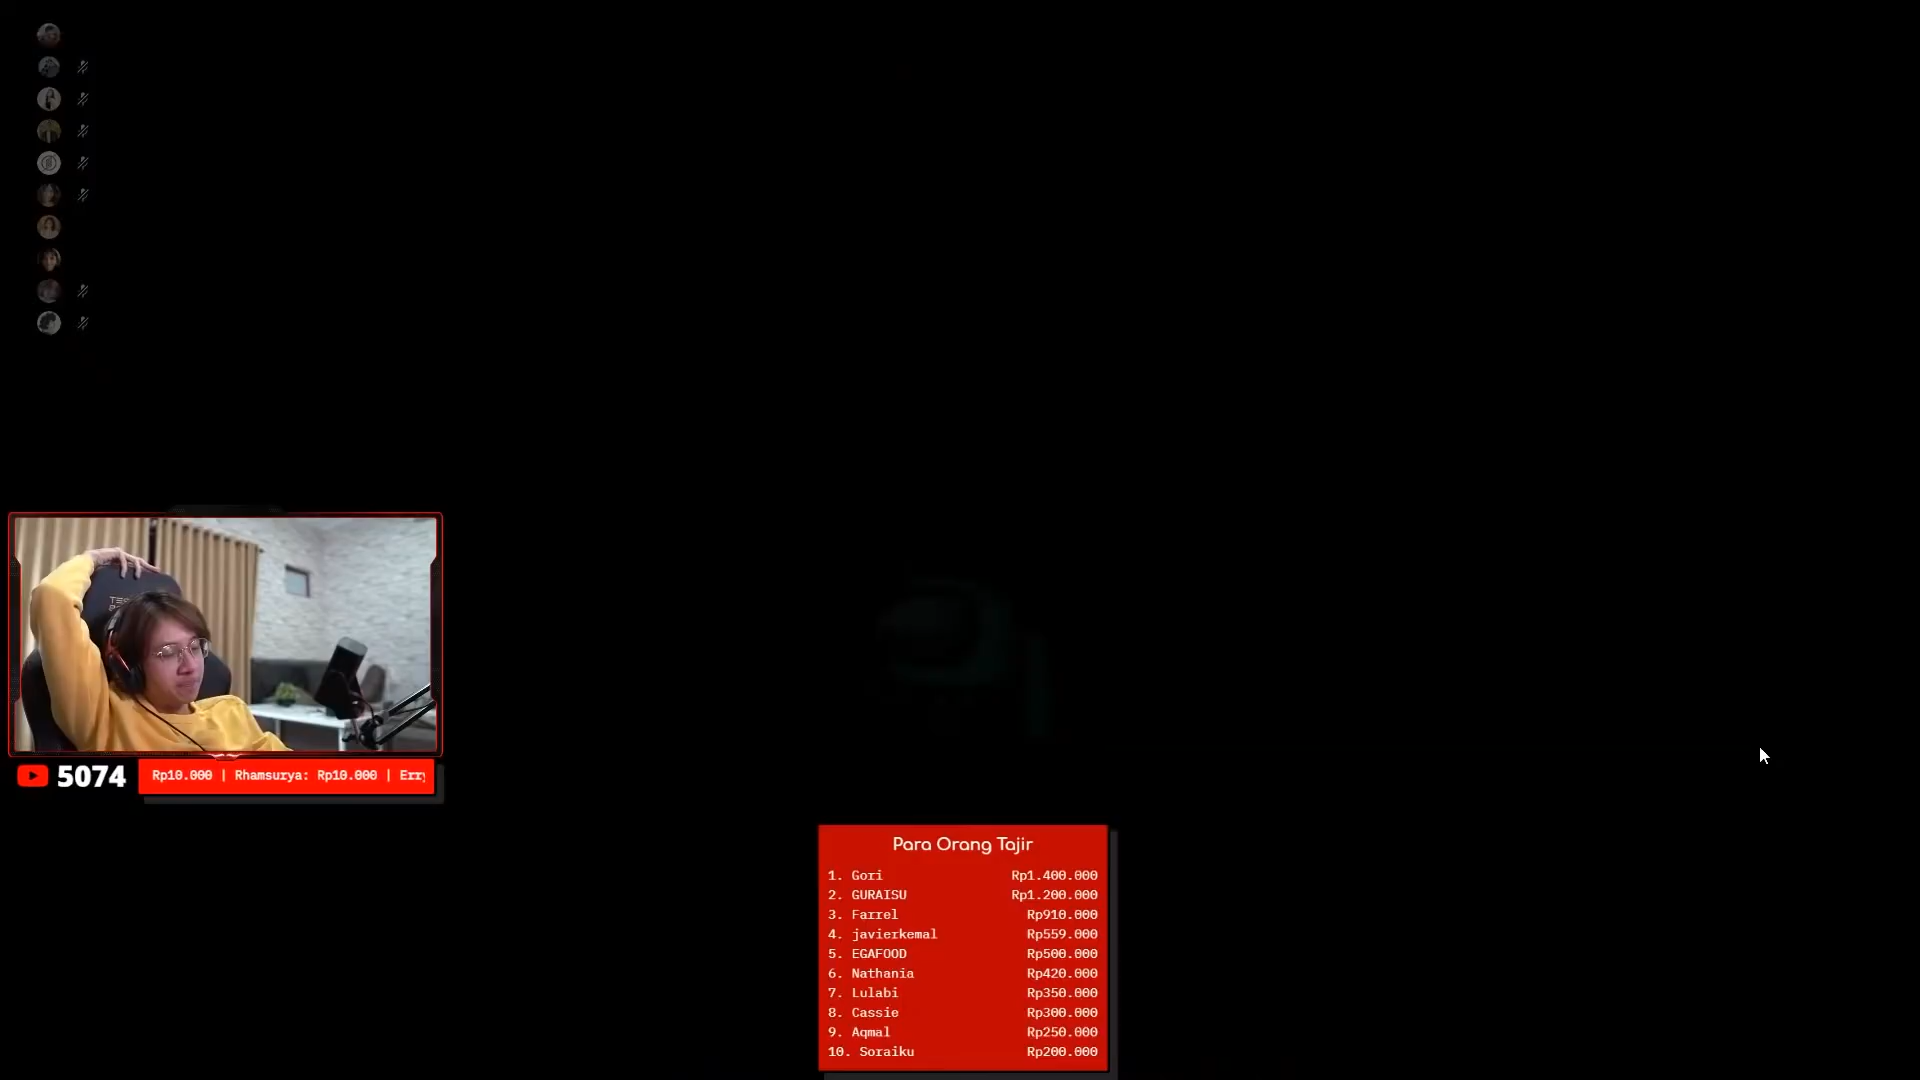 5074
Rp10.000 | Rhamsurya: Rp10.000 | Erry
Para Orang Tajir
1. Gori Rp1.400.000
2. GURAISU Rp1.200.000
3. Farrel Rp910.000
4. javierkemal Rp559.000
5. EGAFOOD Rp500.000
6. Nathania Rp420.000
7. Lulabi Rp350.000
8. Cassie Rp300.000
9. Aqmal Rp250.000
10. Soraiku Rp200.000